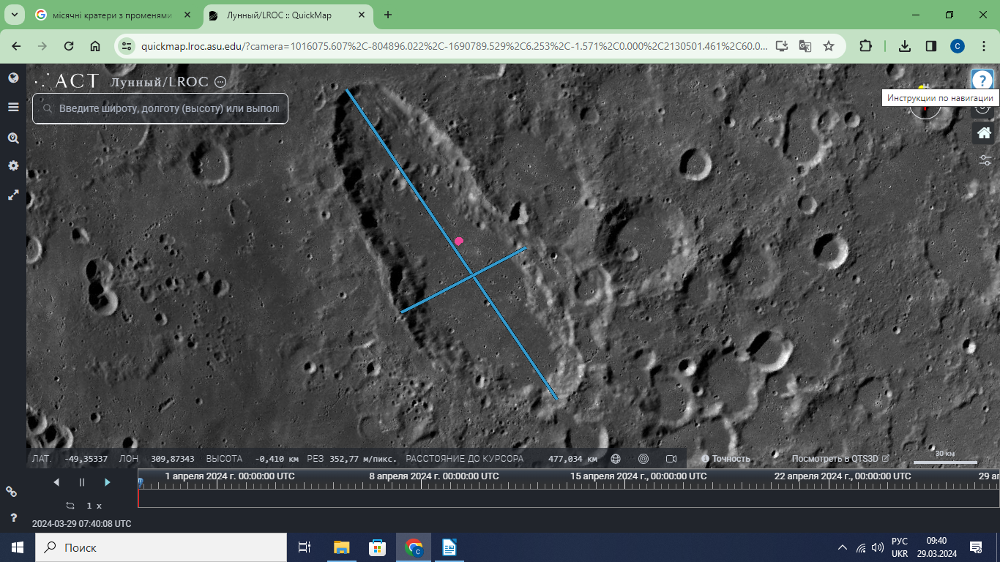 місячні кратери з променями
Лунный/LROC :: QuickMap
quickmap.lroc.asu.edu/?camera=1016075.607%2C-804896.022%2C-1690789.529%2C6.253%2C-1.571%2C0.000%2C2130501.461%2C60.0...
C
ACT Лунный/LROC
?
Введите широту, долготу (высоту) или выполн
Инструкции по навигации
ЛАТ. -49,35337 ЛОН 309,87343 ВЫСОТА -0,410 км РЕЗ 352,77 м/пикс. РАССТОЯНИЕ ДО КУРСОРА 477,034 км Точность Посмотреть в QTS3D 30 км
1 апреля 2024 г. 00:00:00 UTC 8 апреля 2024 г. 00:00:00 UTC 15 апреля 2024 г., 00:00:00 UTC 22 апреля 2024 г., 00:00:00 UTC 29 ап
1 x
?
2024-03-29 07:40:08 UTC
Поиск
C
РУС 09:40
UKR 29.03.2024